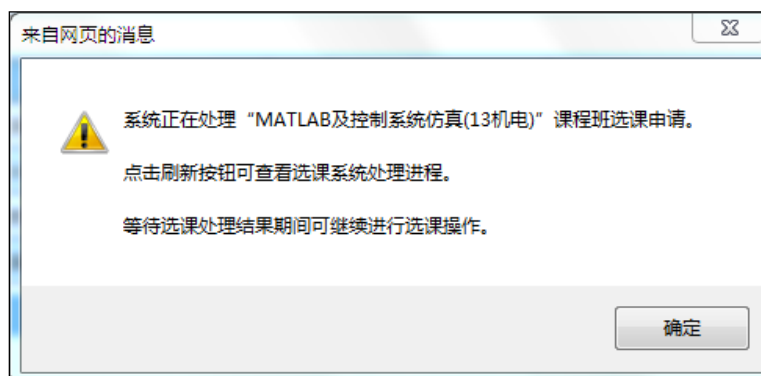 来自网页的消息
系统正在处理“MATLAB及控制系统仿真(13机电)”课程班选课申请。
点击刷新按钮可查看选课系统处理进程。
等待选课处理结果期间可继续进行选课操作。
确定